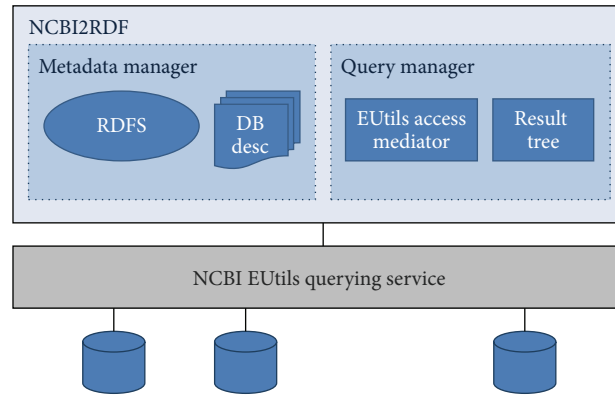 NCBI2RDF
Metadata manager
RDFS
DB
desc
Query manager
EUtils access
mediator
Result
tree
NCBI EUtils querying service